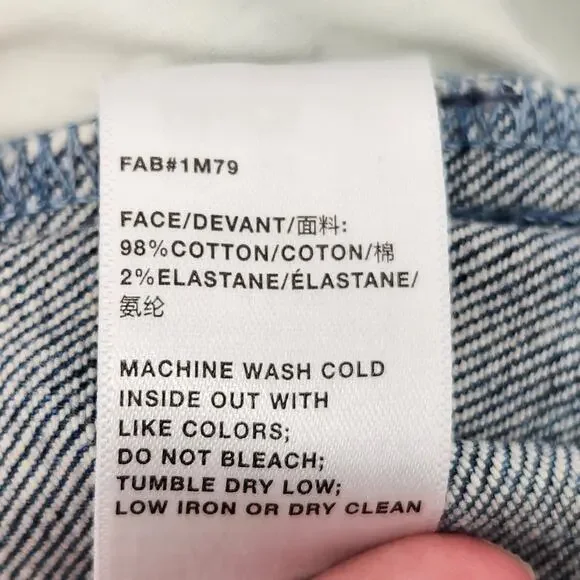 FAB#1M79
FACE/DEVANT/面料:
98%COTTON/COTON/棉
2%ELASTANE/ÉLASTANE/
氨纶
MACHINE WASH COLD
INSIDE OUT WITH
LIKE COLORS;
DO NOT BLEACH;
TUMBLE DRY LOW;
LOW IRON OR DRY CLEAN